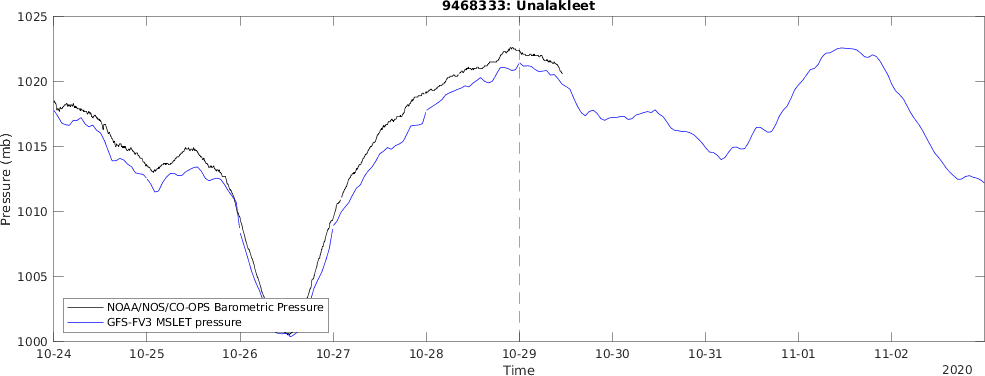 9468333: Unalakleet
1025
1020
1015
1010
1005
1000
Pressure (mb)
NOAA/NOS/CO-OPS Barometric Pressure
GFS-FV3 MSLET pressure
10-24 10-25 10-26 10-27 10-28 10-29 10-30 10-31 11-01 11-02
Time
2020